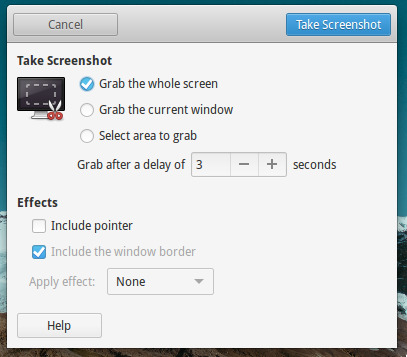 Cancel Take Screenshot
Take Screenshot
Grab the whole screen
Grab the current window
Select area to grab
Grab after a delay of 3 − + seconds
Effects
Include pointer
Include the window border
Apply effect: None
Help